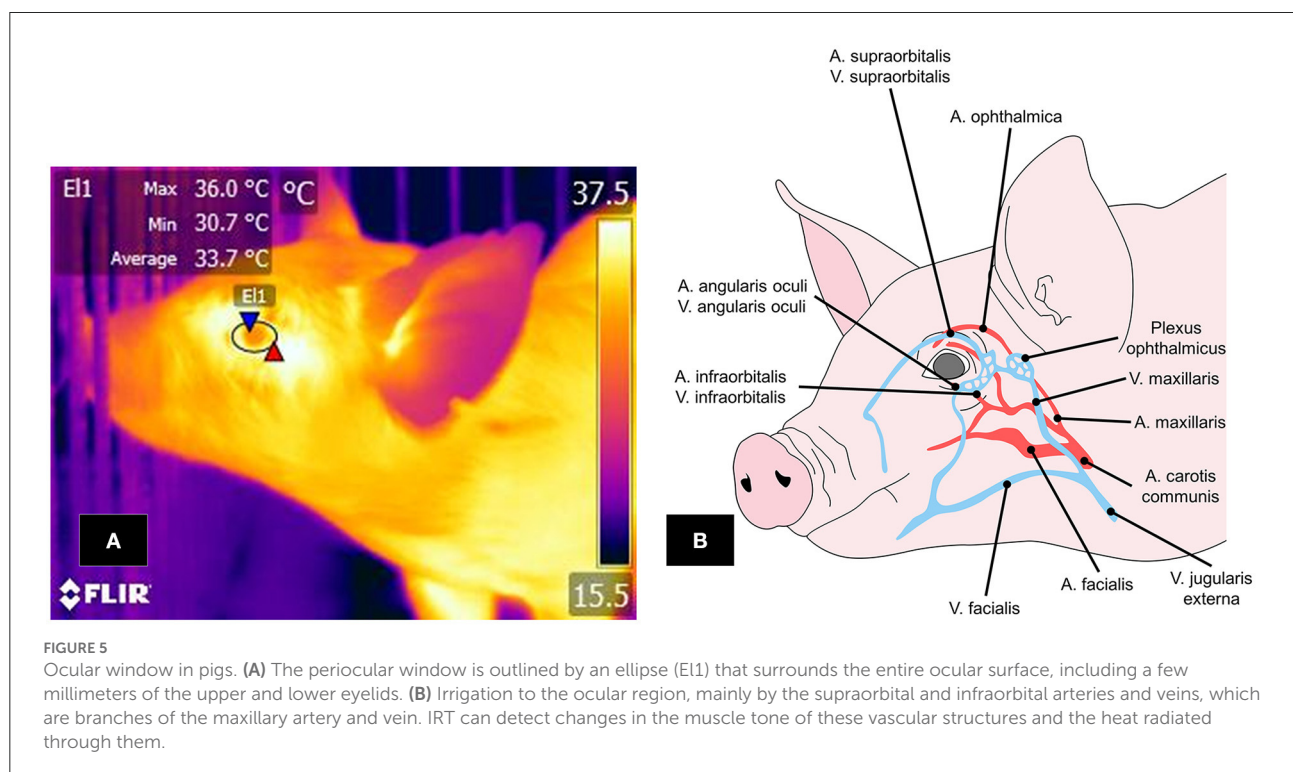 El1 Max 36.0 °C °C
Min 30.7 °C
Average 33.7 °C
El1
37.5
15.5
A
FLIR
A. supraorbitalis
V. supraorbitalis
A. ophthalmica
A. angularis oculi
V. angularis oculi
A. infraorbitalis
V. infraorbitalis
Plexus
ophthalmicus
V. maxillaris
A. maxillaris
A. carotis
communis
V. jugularis
externa
A. facialis
V. facialis
B
FIGURE 5
Ocular window in pigs. (A) The periocular window is outlined by an ellipse (El1) that surrounds the entire ocular surface, including a few
millimeters of the upper and lower eyelids. (B) Irrigation to the ocular region, mainly by the supraorbital and infraorbital arteries and veins, which
are branches of the maxillary artery and vein. IRT can detect changes in the muscle tone of these vascular structures and the heat radiated
through them.